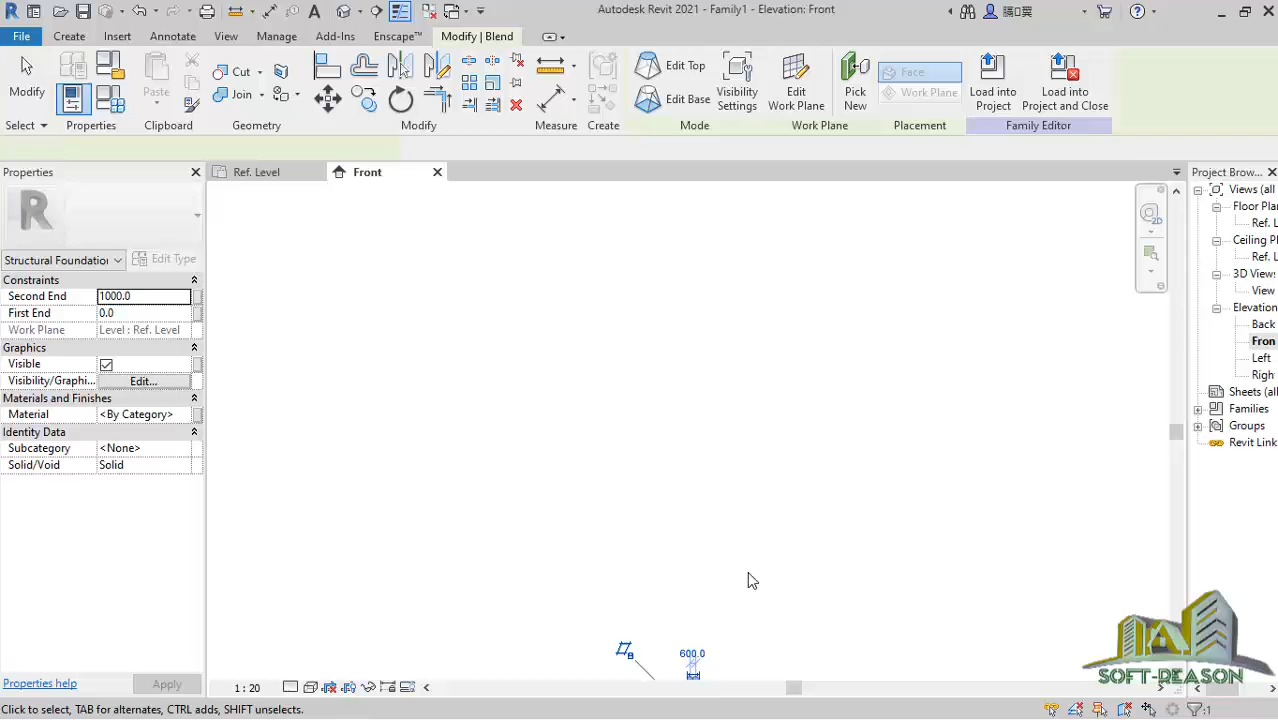 Autodesk Revit 2021 - Family1 - Elevation: Front
File Create Insert Annotate View Manage Add-Ins Enscape™ Modify | Blend
Modify
Paste
Cut
Join
Edit Top
Edit Base
Visibility Settings
Edit Work Plane
Pick New
Face
Work Plane
Load into Project
Load into Project and Close
Select Properties Clipboard Geometry Modify Measure Create Mode Work Plane Placement Family Editor
Properties
Ref. Level
Front
Project Brow...
R
Structural Foundation
Edit Type
Constraints
Second End 1000.0
First End 0.0
Work Plane Level : Ref. Level
Graphics
Visible
Visibility/Graphi... Edit...
Materials and Finishes
Material <By Category>
Identity Data
Subcategory <None>
Solid/Void Solid
Properties help
Apply
2D
600.0
Views (all
Floor Plan
Ref. L
Ceiling P
Ref. L
3D Views
View
Elevation
Back
Fron
Left
Right
Sheets (all
Families
Groups
Revit Link
1 : 20
SOFT-REASON
Click to select, TAB for alternates, CTRL adds, SHIFT unselects.
:1